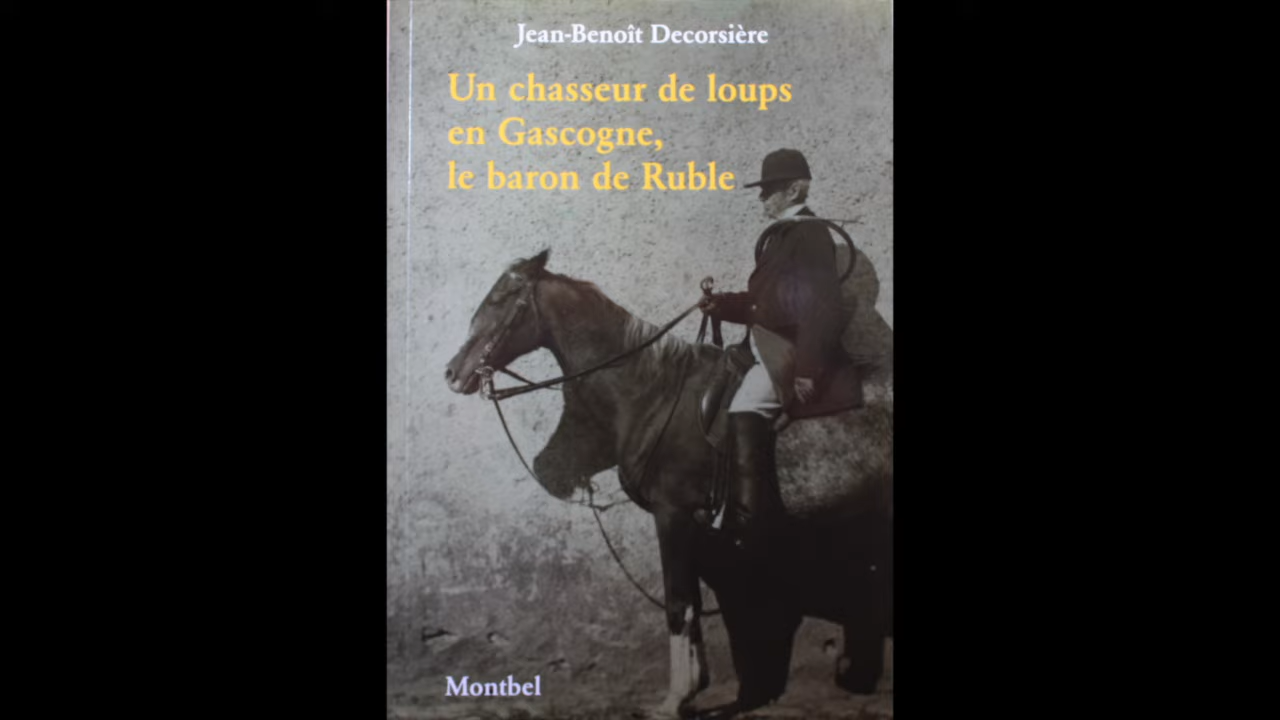 Jean-Benoît Decorsière
Un chasseur de loups
en Gascogne,
le baron de Ruble
Montbel